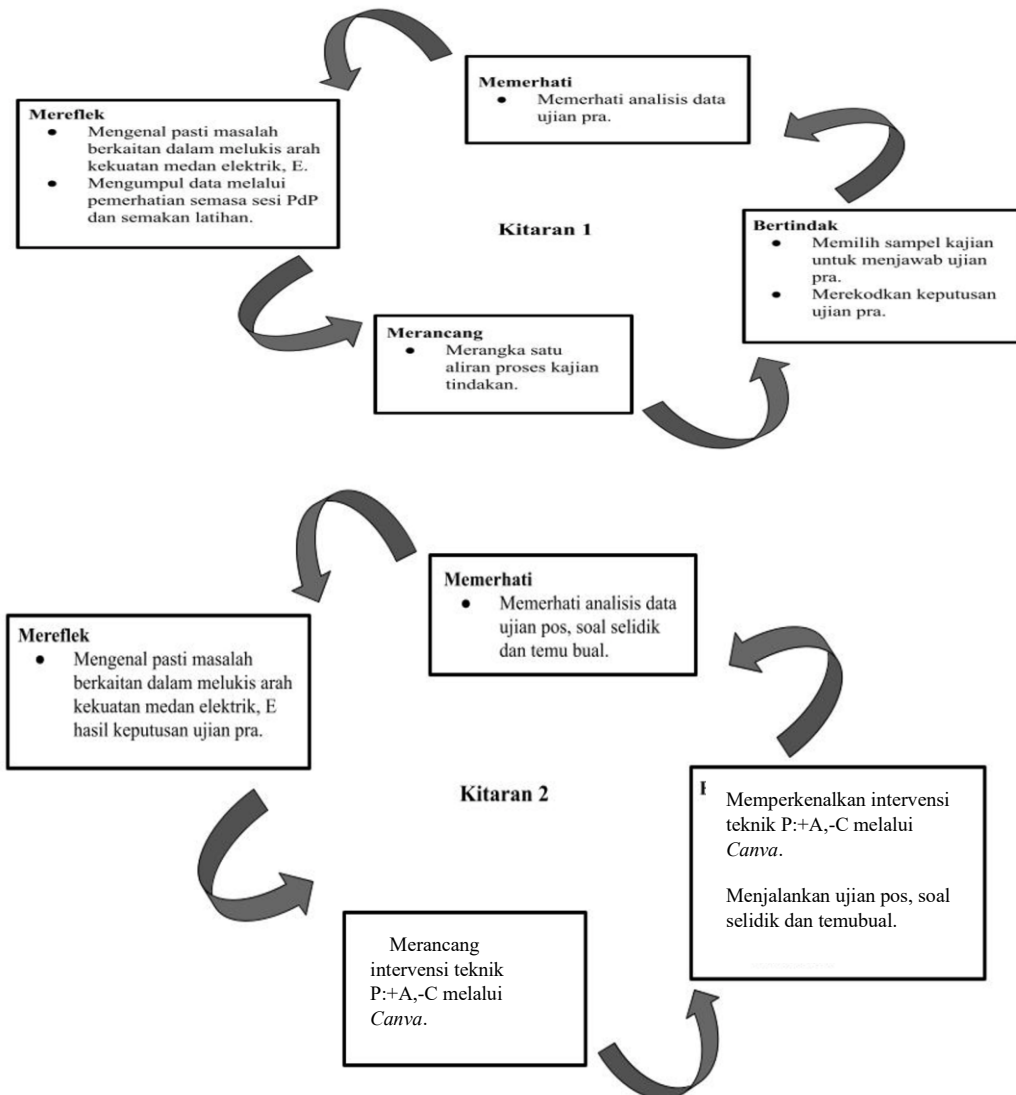 Memerhati
● Memerhati analisis data
ujian pra.
Mereflek
● Mengenal pasti masalah
berkaitan dalam melukis arah
kekuatan medan elektrik, E.
● Mengumpul data melalui
pemerhatian semasa sesi PdP
dan semakan latihan.
Kitaran 1
Bertindak
● Memilih sampel kajian
untuk menjawab ujian
pra.
● Merekodkan keputusan
ujian pra.
Merancang
● Merangka satu
aliran proses kajian
tindakan.
Memerhati
● Memerhati analisis data
ujian pos, soal selidik
dan temu bual.
Mereflek
● Mengenal pasti masalah
berkaitan dalam melukis arah
kekuatan medan elektrik, E
hasil keputusan ujian pra.
Kitaran 2
Memperkenalkan intervensi
teknik P:+A,-C melalui
Canva.
Menjalankan ujian pos, soal
selidik dan temubual.
Merancang
intervensi teknik
P:+A,-C melalui
Canva.